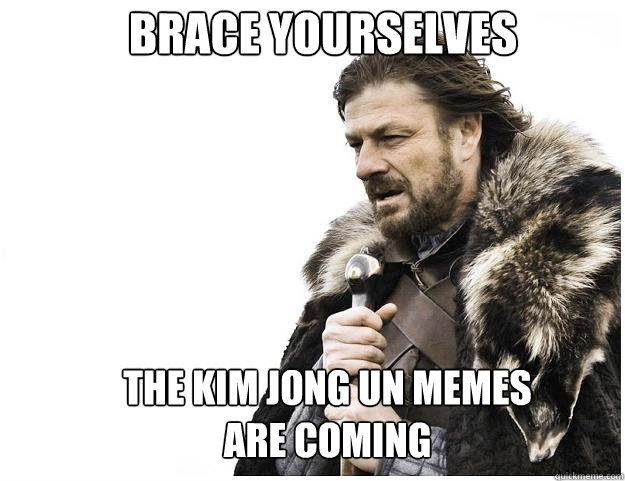 BRACE YOURSELVES
THE KIM JONG UN MEMES
ARE COMING
quickmeme.com